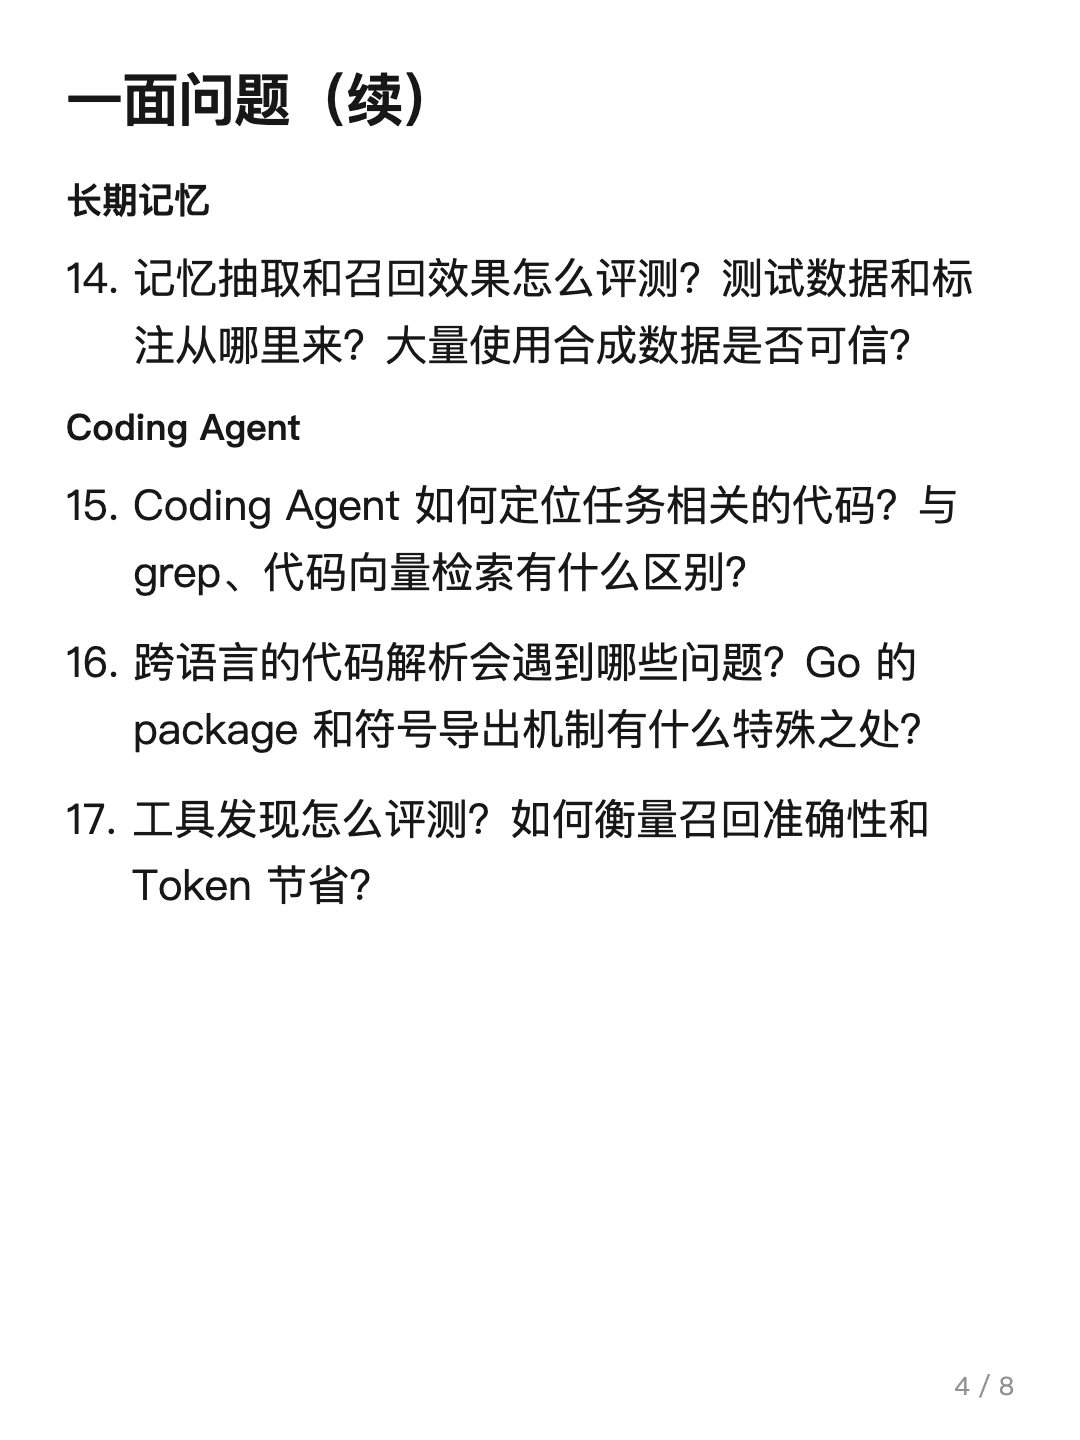 一面问题（续）
长期记忆
14. 记忆抽取和召回效果怎么评测？测试数据和标
注从哪里来？大量使用合成数据是否可信？
Coding Agent
15. Coding Agent 如何定位任务相关的代码？与
grep、代码向量检索有什么区别？
16. 跨语言的代码解析会遇到哪些问题？Go 的
package 和符号导出机制有什么特殊之处？
17. 工具发现怎么评测？如何衡量召回准确性和
Token 节省？
4 / 8